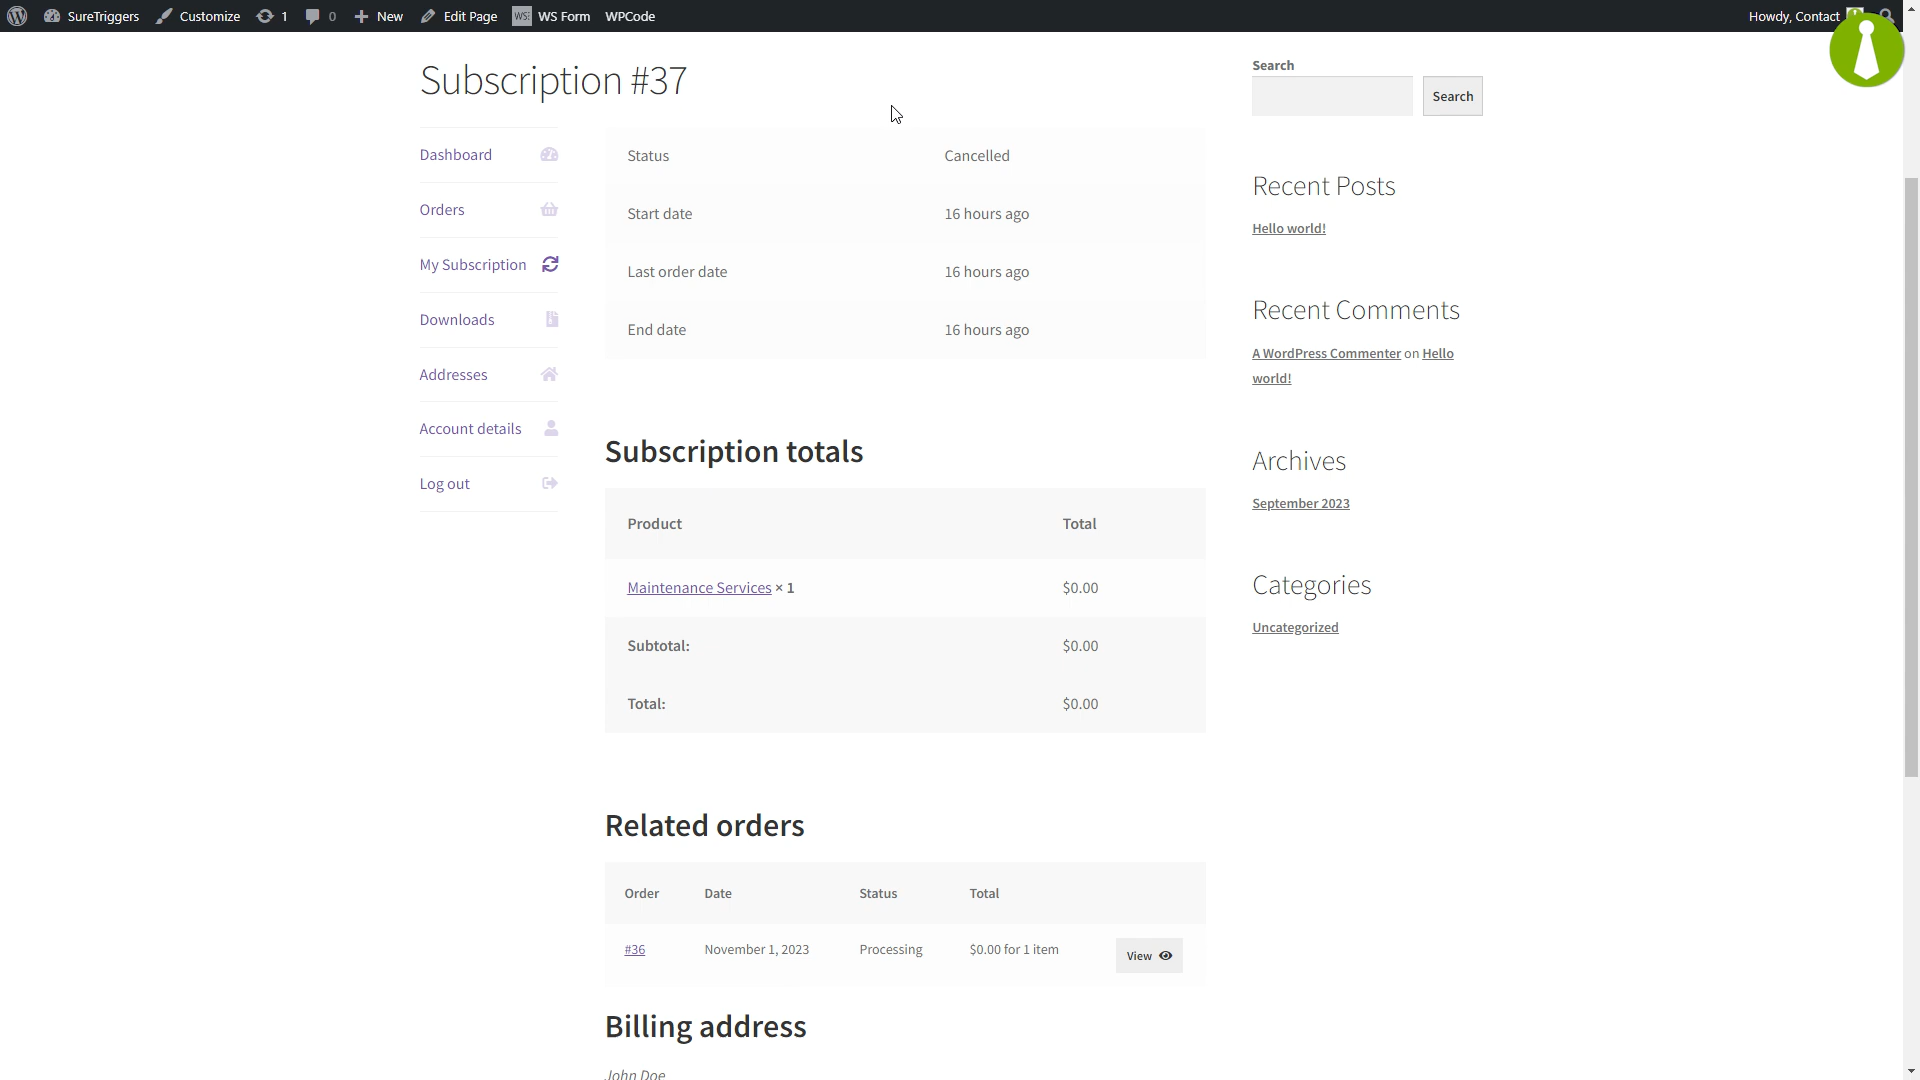 SureTriggers Customize 1 0 New Edit Page WS Form WPCode Howdy, Contact
Subscription #37
Dashboard
Orders
My Subscription
Downloads
Addresses
Account details
Log out
Status Cancelled
Start date 16 hours ago
Last order date 16 hours ago
End date 16 hours ago
Subscription totals
Product Total
Maintenance Services × 1 $0.00
Subtotal: $0.00
Total: $0.00
Related orders
Order Date Status Total
#36 November 1, 2023 Processing $0.00 for 1 item View
Billing address
John Doe
Search
Search
Recent Posts
Hello world!
Recent Comments
A WordPress Commenter on Hello
world!
Archives
September 2023
Categories
Uncategorized